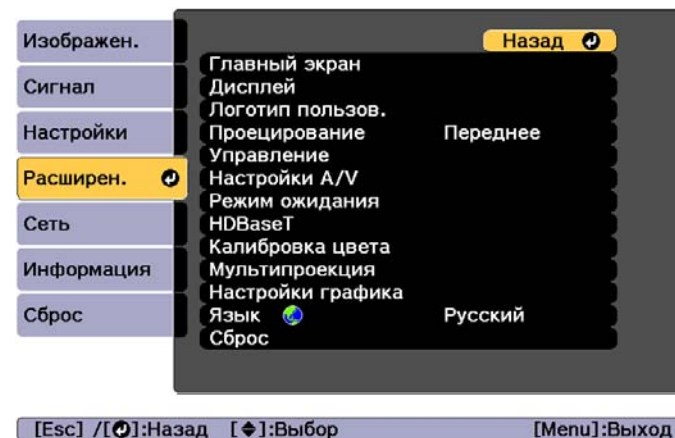 Изображен.
Сигнал
Настройки
Расширен.
Сеть
Информация
Сброс
Назад
Главный экран
Дисплей
Логотип пользов.
Проецирование Переднее
Управление
Настройки A/V
Режим ожидания
HDBaseT
Калибровка цвета
Мультипроекция
Настройки графика
Язык Русский
Сброс
[Esc] /[ ]:Назад [ ]:Выбор [Menu]:Выход